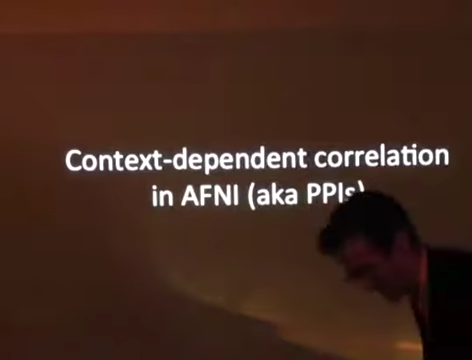 Context-dependent correlation
in AFNI (aka PPIs)